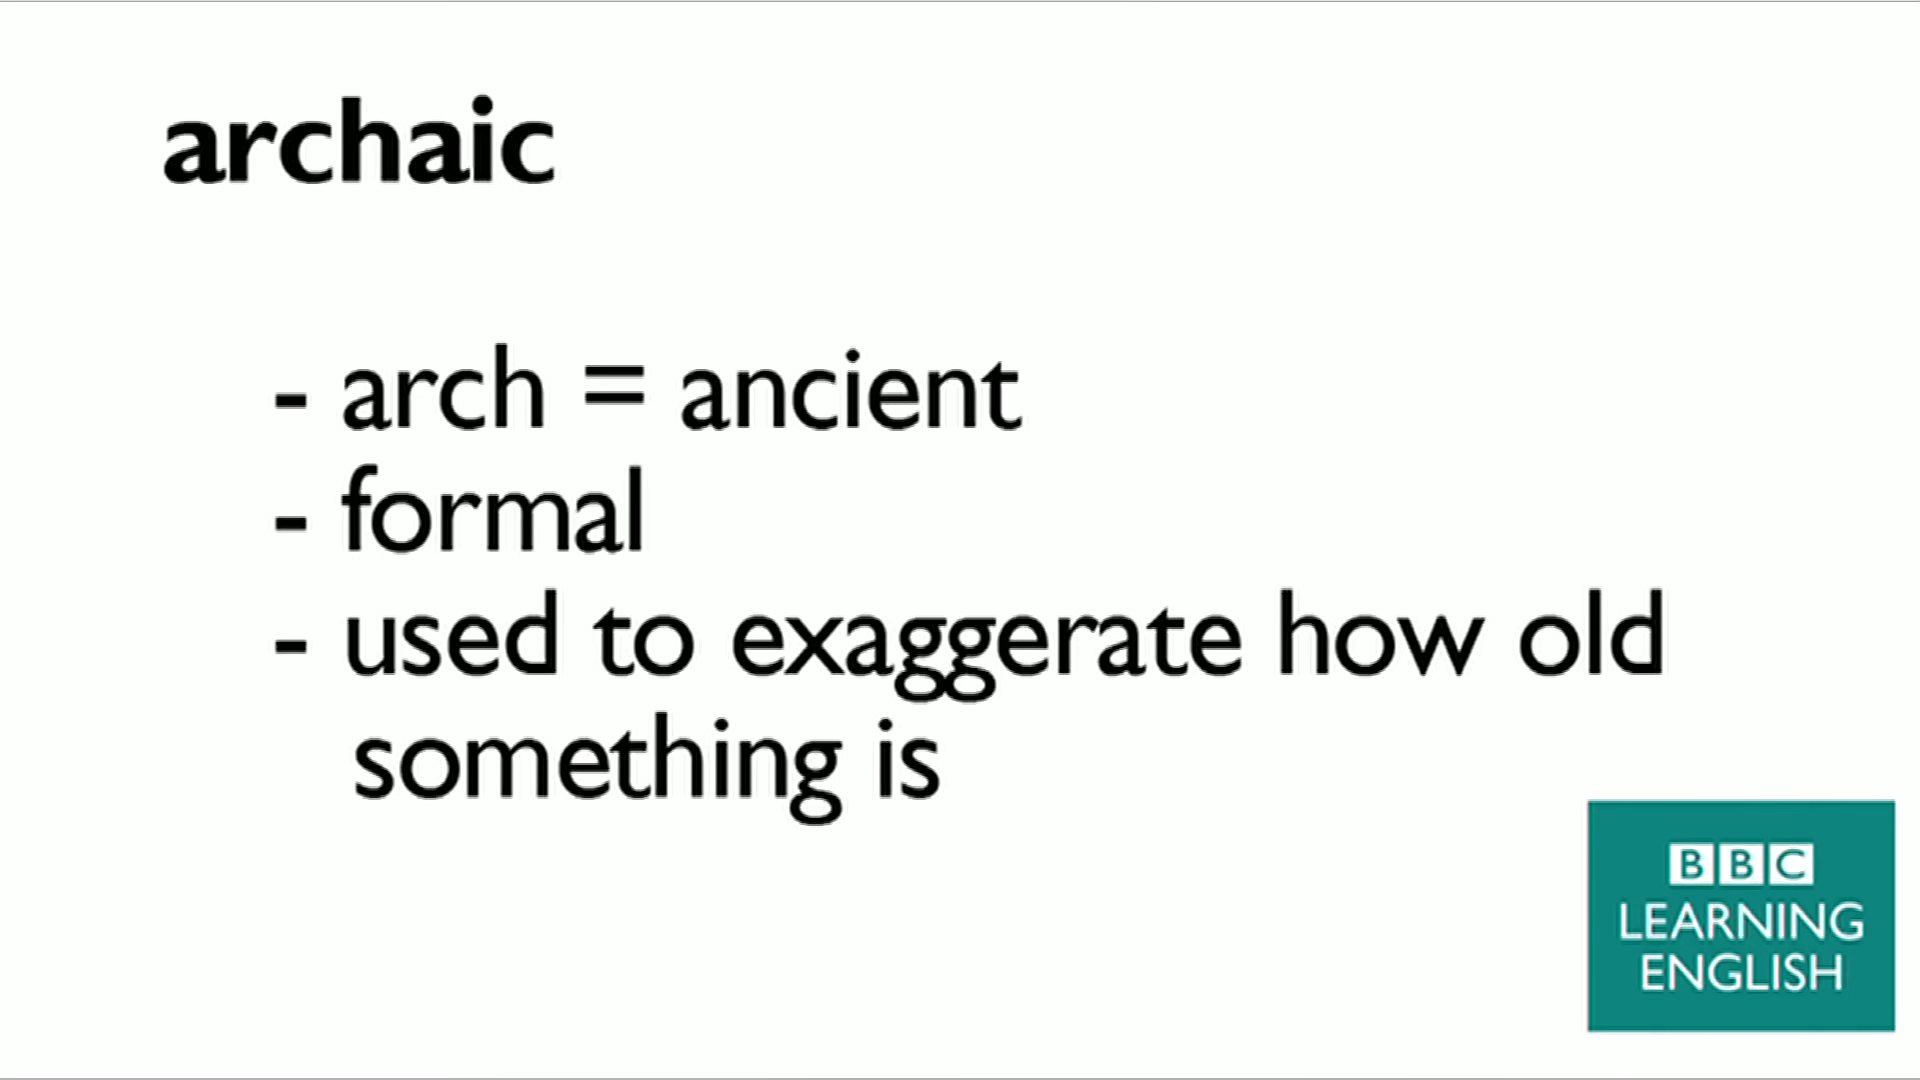 archaic
- arch = ancient
- formal
- used to exaggerate how old
something is
BBC
LEARNING
ENGLISH